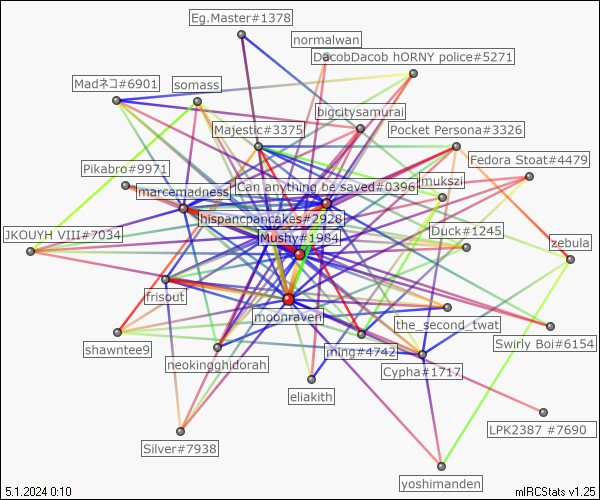 Eg.Master#1378
normalwan
DacobDacob hORNY police#5271
Madネコ#6901
somass
bigcitysamurai
Majestic#3375
Pocket Persona#3326
Fedora Stoat#4479
Pikabro#9971
marcemadness
Can anything be saved#0396
mukszi
hispancpancakes#2928
JKOUYH VIII#7034
Mushy#1984
Duck#1245
zebula
frisout
moonraven
the_second_twat
shawntee9
neokingghidorah
ming#4742
Swirly Boi#6154
Cypha#1717
eliakith
LPK2387 #7690
Silver#7938
yoshimanden
5.1.2024 0:10
mIRCStats v1.25